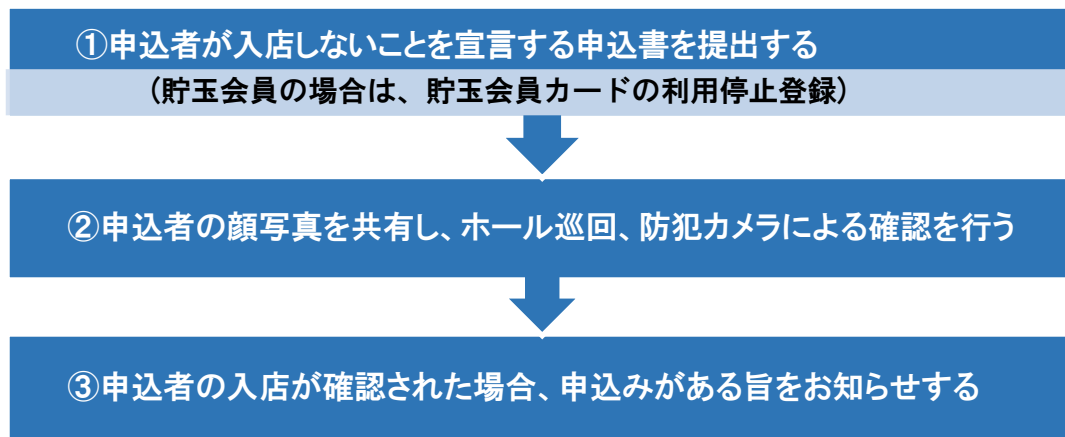 ①申込者が入店しないことを宣言する申込書を提出する
（貯玉会員の場合は、貯玉会員カードの利用停止登録）
②申込者の顔写真を共有し、ホール巡回、防犯カメラによる確認を行う
③申込者の入店が確認された場合、申込みがある旨をお知らせする